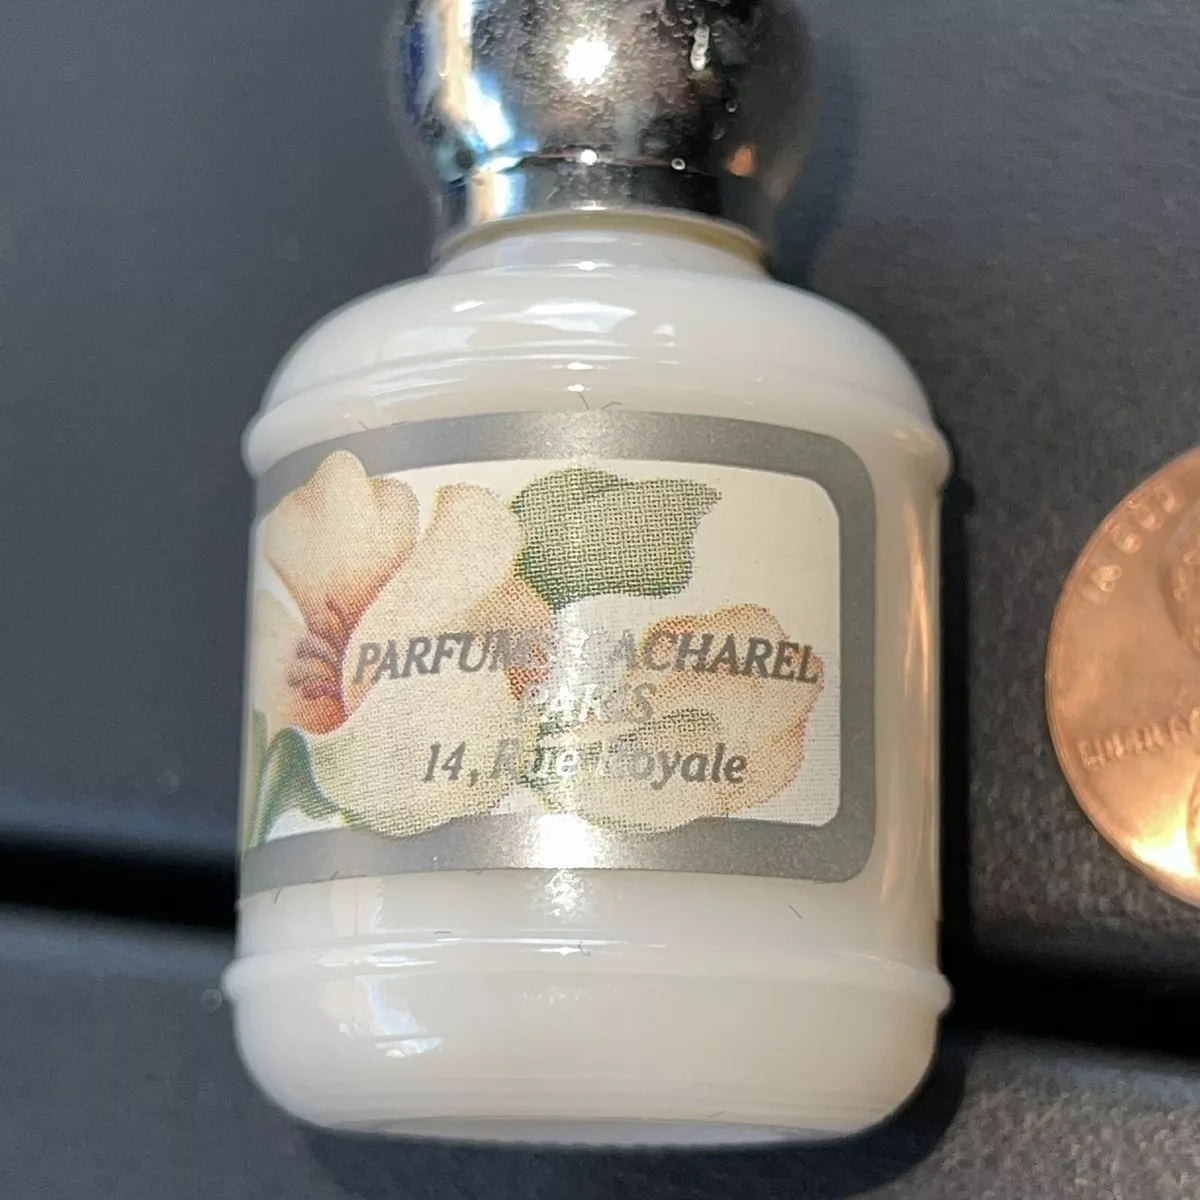 PARFUMS CACHAREL
PARIS
14, Rue Royale